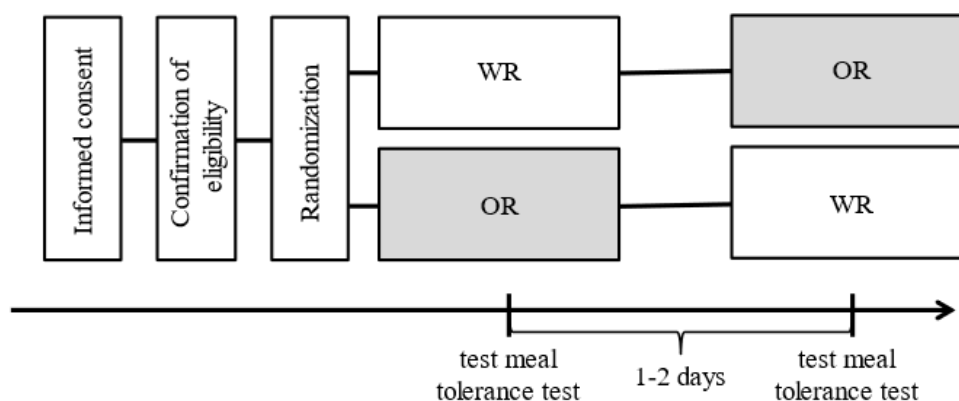 Informed consent
Confirmation of
eligibility
Randomization
WR
OR
OR
WR
test meal
tolerance test
1-2 days
test meal
tolerance test